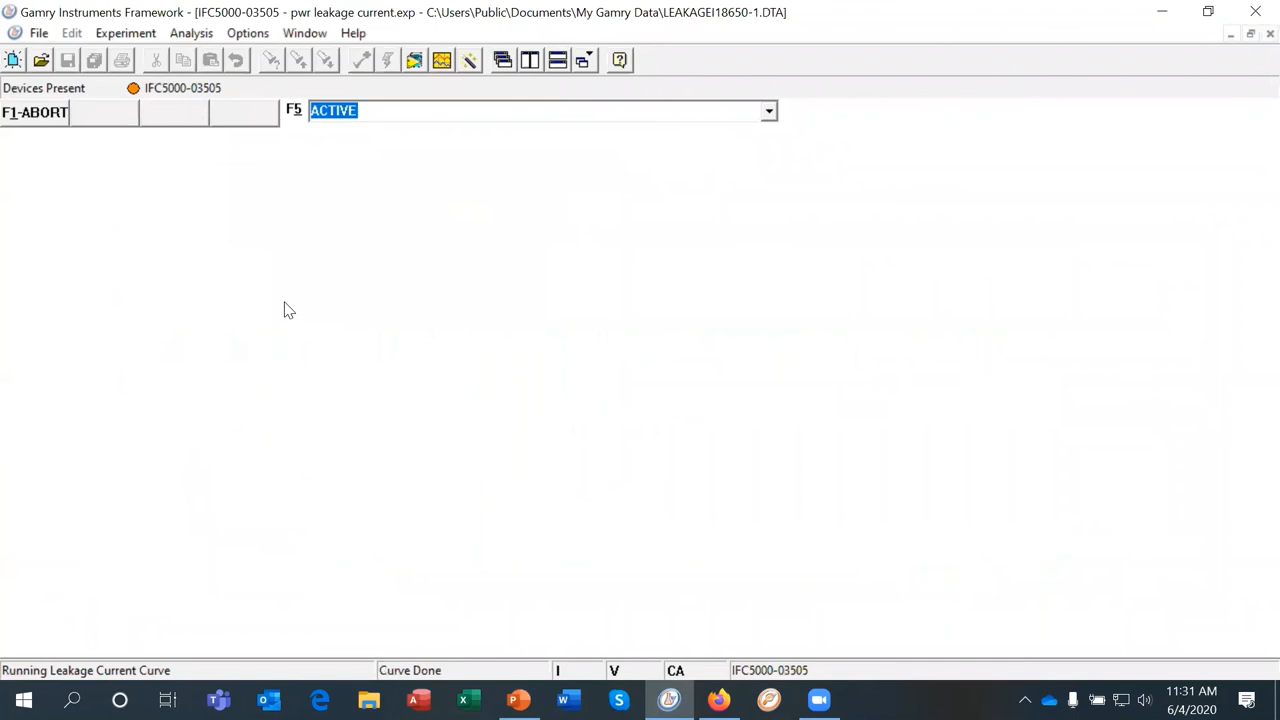 Gamry Instruments Framework - [IFC5000-03505 - pwr leakage current.exp - C:\Users\Public\Documents\My Gamry Data\LEAKAGEI18650-1.DTA]
File Edit Experiment Analysis Options Window Help
Devices Present IFC5000-03505
F1-ABORT F5 ACTIVE
Running Leakage Current Curve Curve Done I V CA IFC5000-03505
11:31 AM
6/4/2020